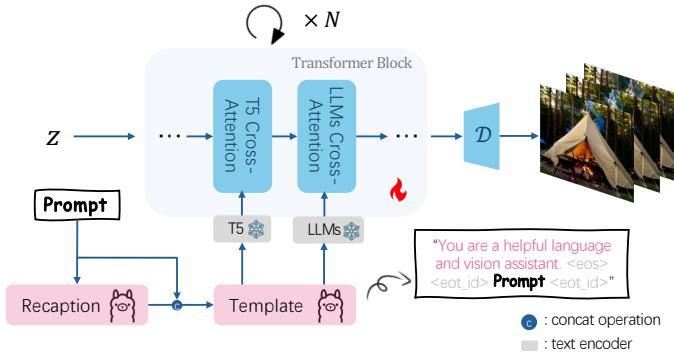 × N
Transformer Block
T5 Cross-
Attention
LLMs Cross-
Attention
Z
...
...
D
Prompt
T5
LLMs
Recaption
c
Template
“You are a helpful language
and vision assistant. <eos>
<eot_id> Prompt <eot_id>”
c : concat operation
: text encoder